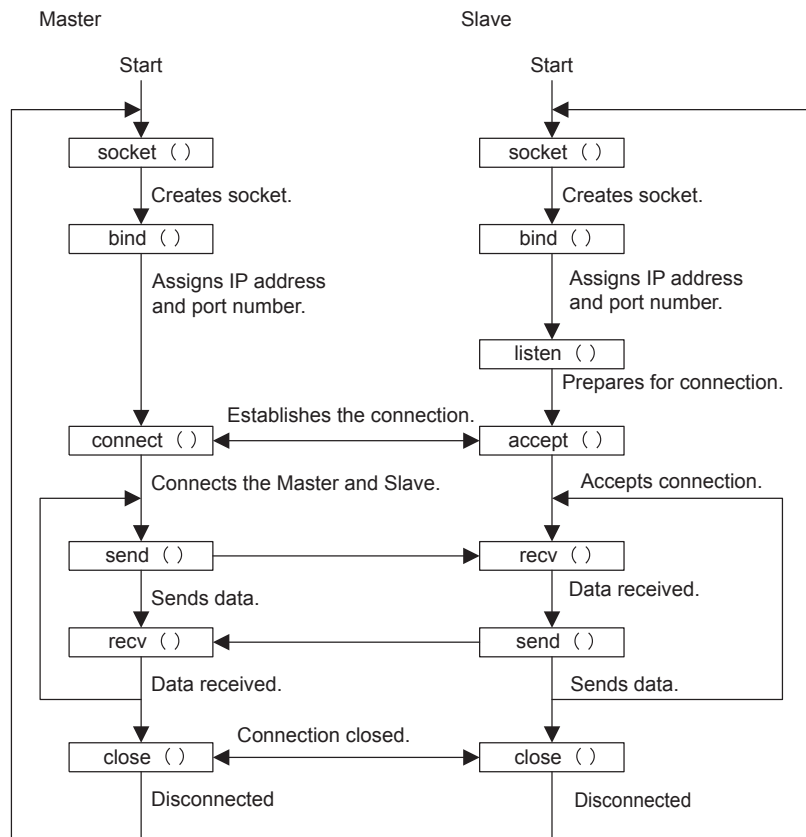 Master
Slave
Start
Start
socket ( )
socket ( )
Creates socket.
Creates socket.
bind ( )
bind ( )
Assigns IP address
and port number.
Assigns IP address
and port number.
listen ( )
Prepares for connection.
Establishes the connection.
connect ( )
accept ( )
Connects the Master and Slave.
Accepts connection.
send ( )
recv ( )
Sends data.
Data received.
recv ( )
send ( )
Data received.
Sends data.
Connection closed.
close ( )
close ( )
Disconnected
Disconnected